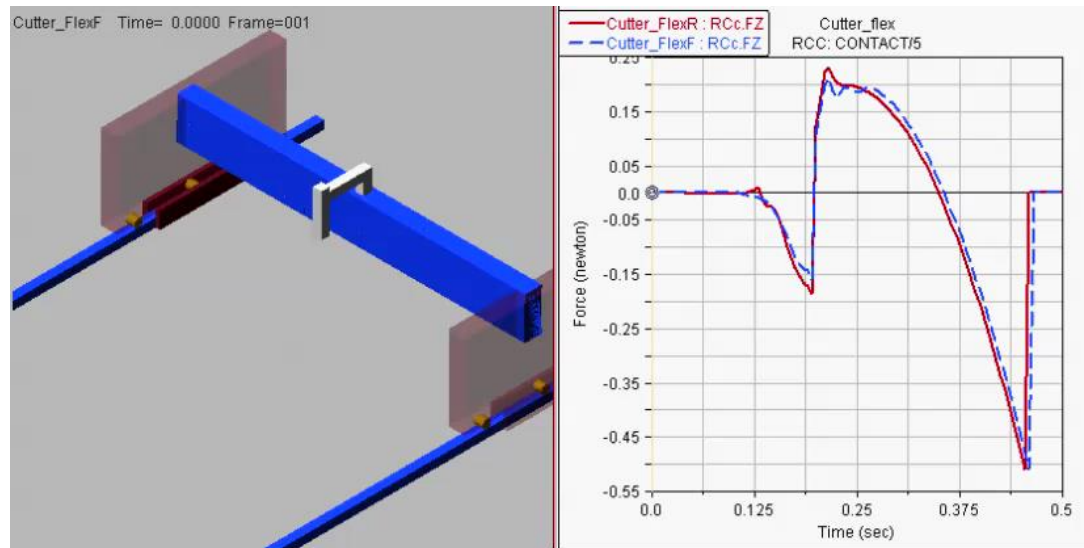 Cutter_FlexF Time= 0.0000 Frame=001
Cutter_FlexR : RCc.FZ
Cutter_FlexF : RCc.FZ
Cutter_flex
RCC: CONTACT/5
0.25
0.15
0.05
0.0
-0.05
-0.15
-0.25
-0.35
-0.45
-0.55
Force (newton)
0.0 0.125 0.25 0.375 0.5
Time (sec)